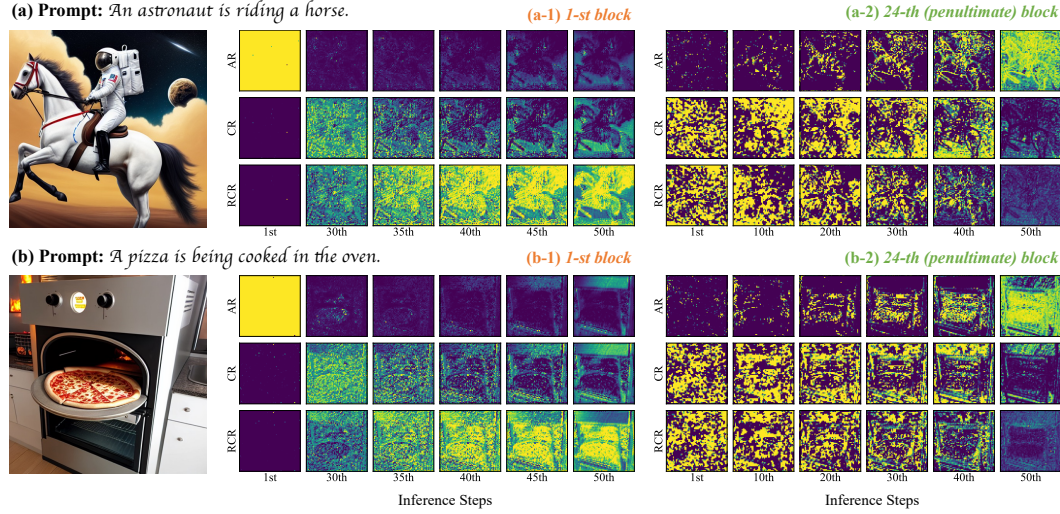 (a) Prompt: An astronaut is riding a horse.
(a-1) 1-st block
(a-2) 24-th (penultimate) block
AR
CR
RCR
1st 30th 35th 40th 45th 50th
AR
CR
RCR
1st 10th 20th 30th 40th 50th
(b) Prompt: A pizza is being cooked in the oven.
(b-1) 1-st block
(b-2) 24-th (penultimate) block
AR
CR
RCR
1st 30th 35th 40th 45th 50th
Inference Steps
AR
CR
RCR
1st 10th 20th 30th 40th 50th
Inference Steps